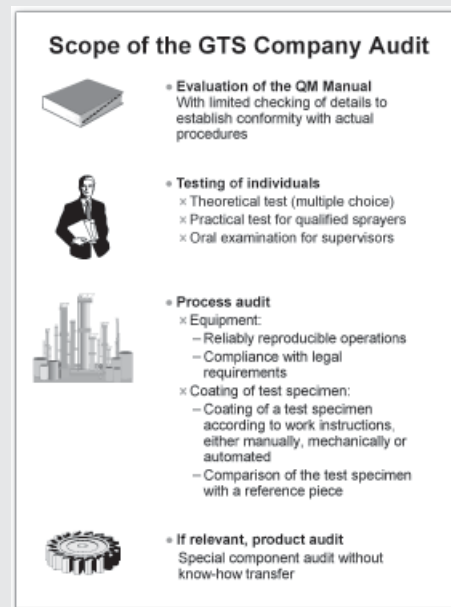 Scope of the GTS Company Audit
• Evaluation of the QM Manual
With limited checking of details to
establish conformity with actual
procedures
• Testing of individuals
× Theoretical test (multiple choice)
× Practical test for qualified sprayers
× Oral examination for supervisors
• Process audit
× Equipment:
– Reliably reproducible operations
– Compliance with legal
requirements
× Coating of test specimen:
– Coating of a test specimen
according to work instructions,
either manually, mechanically or
automated
– Comparison of the test specimen
with a reference piece
• If relevant, product audit
Special component audit without
know-how transfer